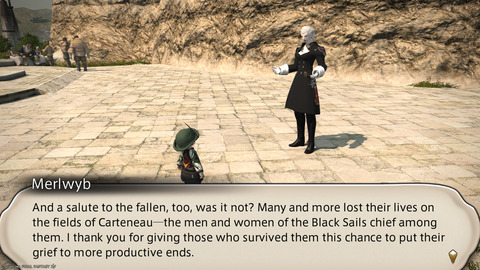 Merlwyb
And a salute to the fallen, too, was it not? Many and more lost their lives on
the fields of Carteneau—the men and women of the Black Sails chief among
them. I thank you for giving those who survived them this chance to put their
grief to more productive ends.